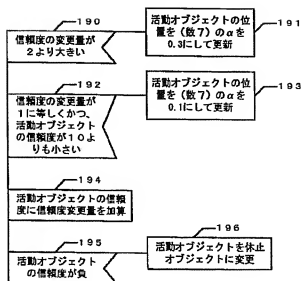 190
信頼度の変更量が
2より大きい
191
活動オブジェクトの位
置を(数7)のαを
0.3にして更新
192
信頼度の変更量が
1に等しくかつ、
活動オブジェクト
の信頼度が10よ
りも小さい
193
活動オブジェクトの位
置を(数7)のαを
0.1にして更新
194
活動オブジェクトの信頼
度に信頼度変更量を加算
195
活動オブジェクト
の信頼度が負
196
活動オブジェクトを休止
オブジェクトに変更